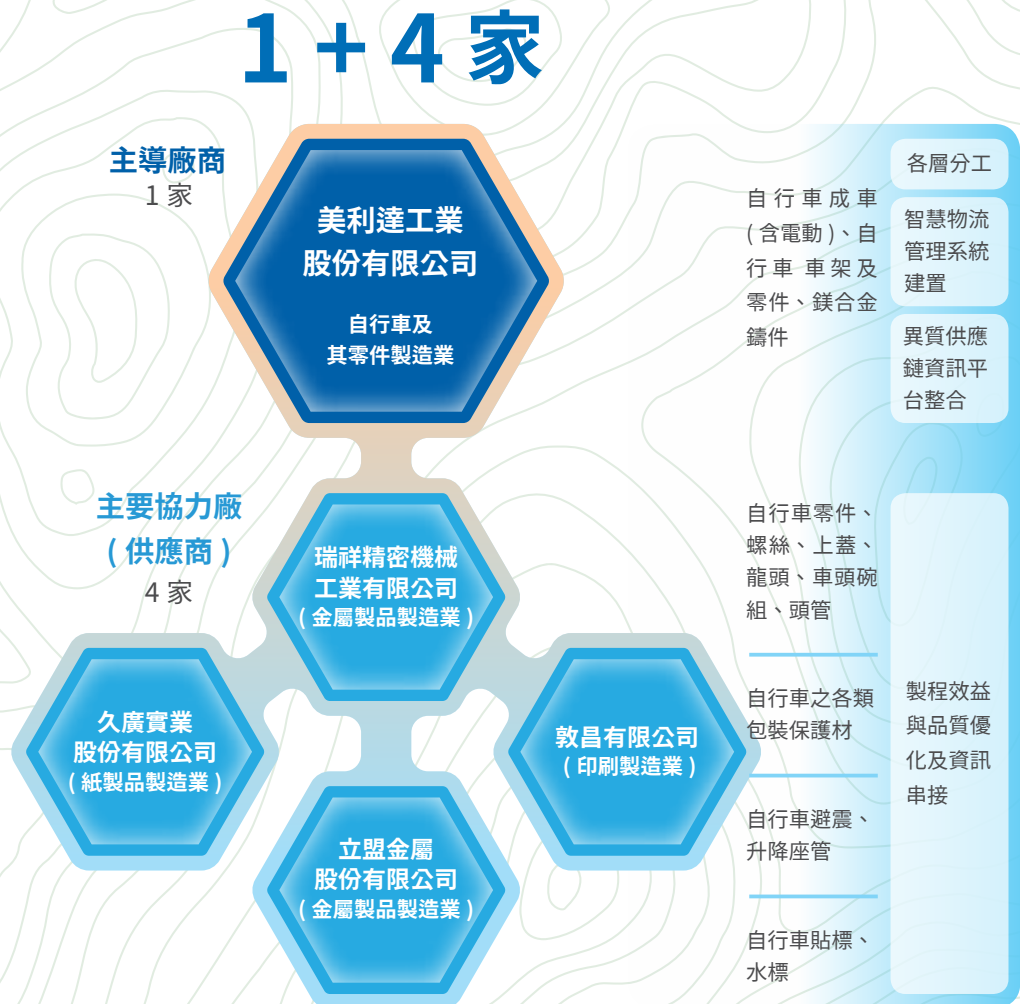 1 + 4 家
主導廠商
1 家
美利達工業
股份有限公司
自行車及
其零件製造業
自行車成車
( 含電動 )、自
行車 車架及
零件、鎂合金
鑄件
各層分工
智慧物流
管理系統
建置
異質供應
鏈資訊平
台整合
主要協力廠
( 供應商 )
4 家
瑞祥精密機械
工業有限公司
( 金屬製品製造業 )
久廣實業
股份有限公司
( 紙製品製造業 )
敦昌有限公司
( 印刷製造業 )
立盟金屬
股份有限公司
( 金屬製品製造業 )
自行車零件、
螺絲、上蓋、
龍頭、車頭碗
組、頭管
自行車之各類
包裝保護材
自行車避震、
升降座管
自行車貼標、
水標
製程效益
與品質優
化及資訊
串接